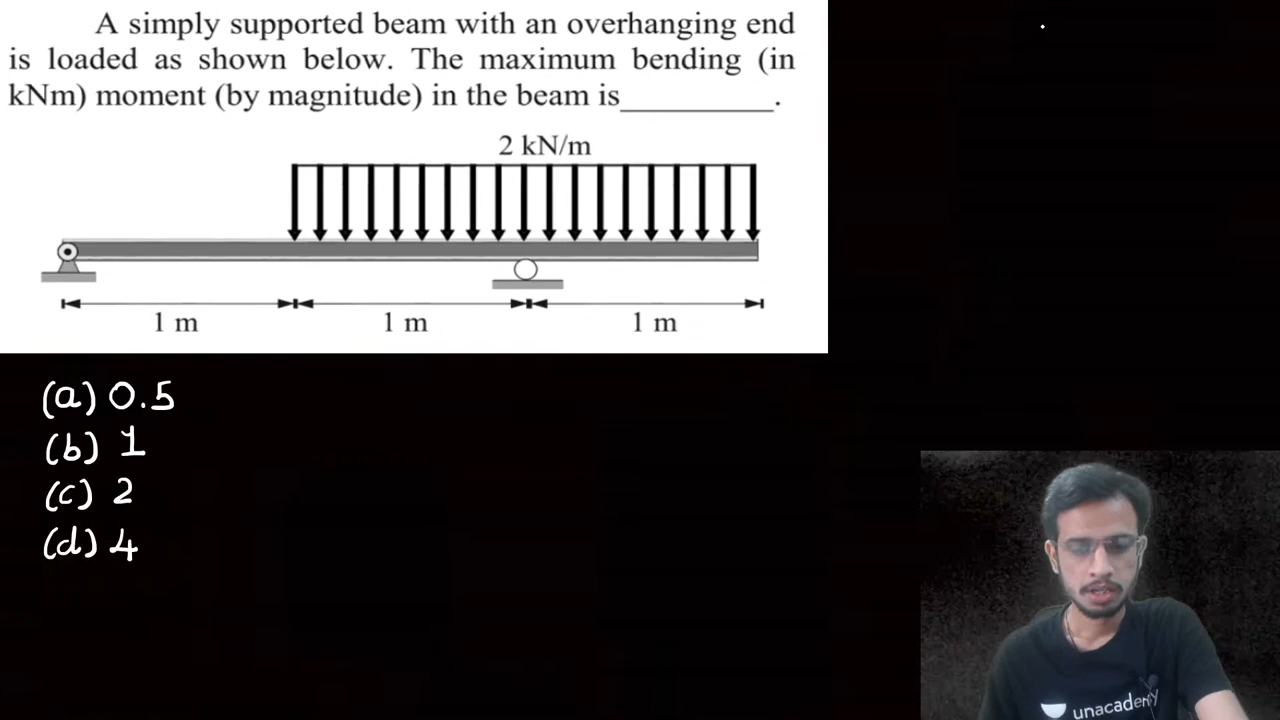 A simply supported beam with an overhanging end
is loaded as shown below. The maximum bending (in
kNm) moment (by magnitude) in the beam is__________.
2 kN/m
1 m 1 m 1 m
(a) 0.5
(b) 1
(c) 2
(d) 4
unacademy